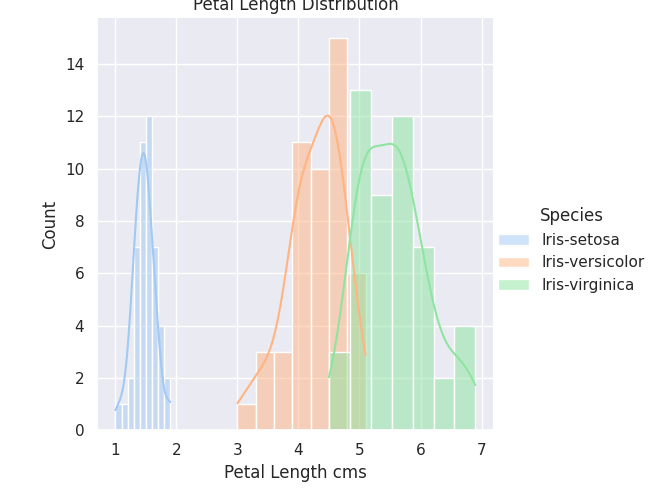 Petal Length Distribution
14
12
10
8
6
4
2
0
Count
1 2 3 4 5 6 7
Petal Length cms
Species
Iris-setosa
Iris-versicolor
Iris-virginica